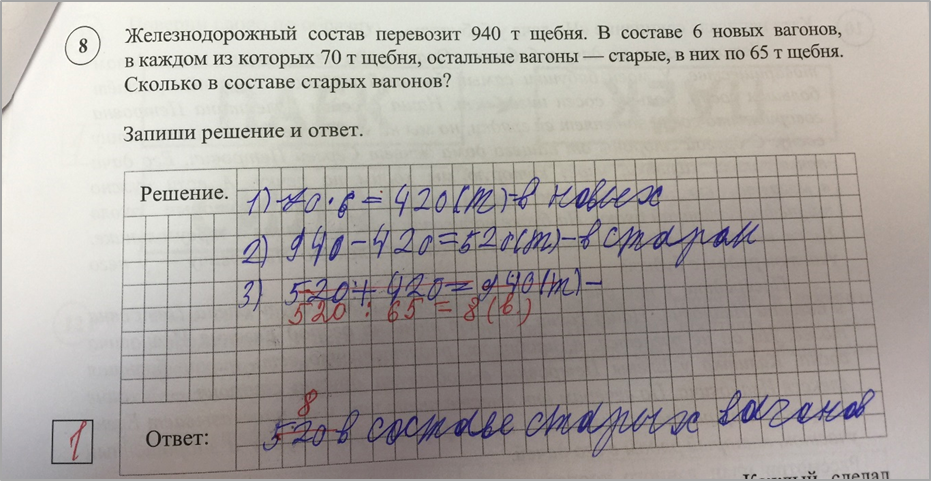 8
Железнодорожный состав перевозит 940 т щебня. В составе 6 новых вагонов,
в каждом из которых 70 т щебня, остальные вагоны — старые, в них по 65 т щебня.
Сколько в составе старых вагонов?
Запиши решение и ответ.
Решение. 1) 70·6=420(т)-в новых
2) 940-420=520(т)-в старых
3) 520+420=940(т)-
520:65=8(в.)
8
1 Ответ: 520 в составе старых вагонов